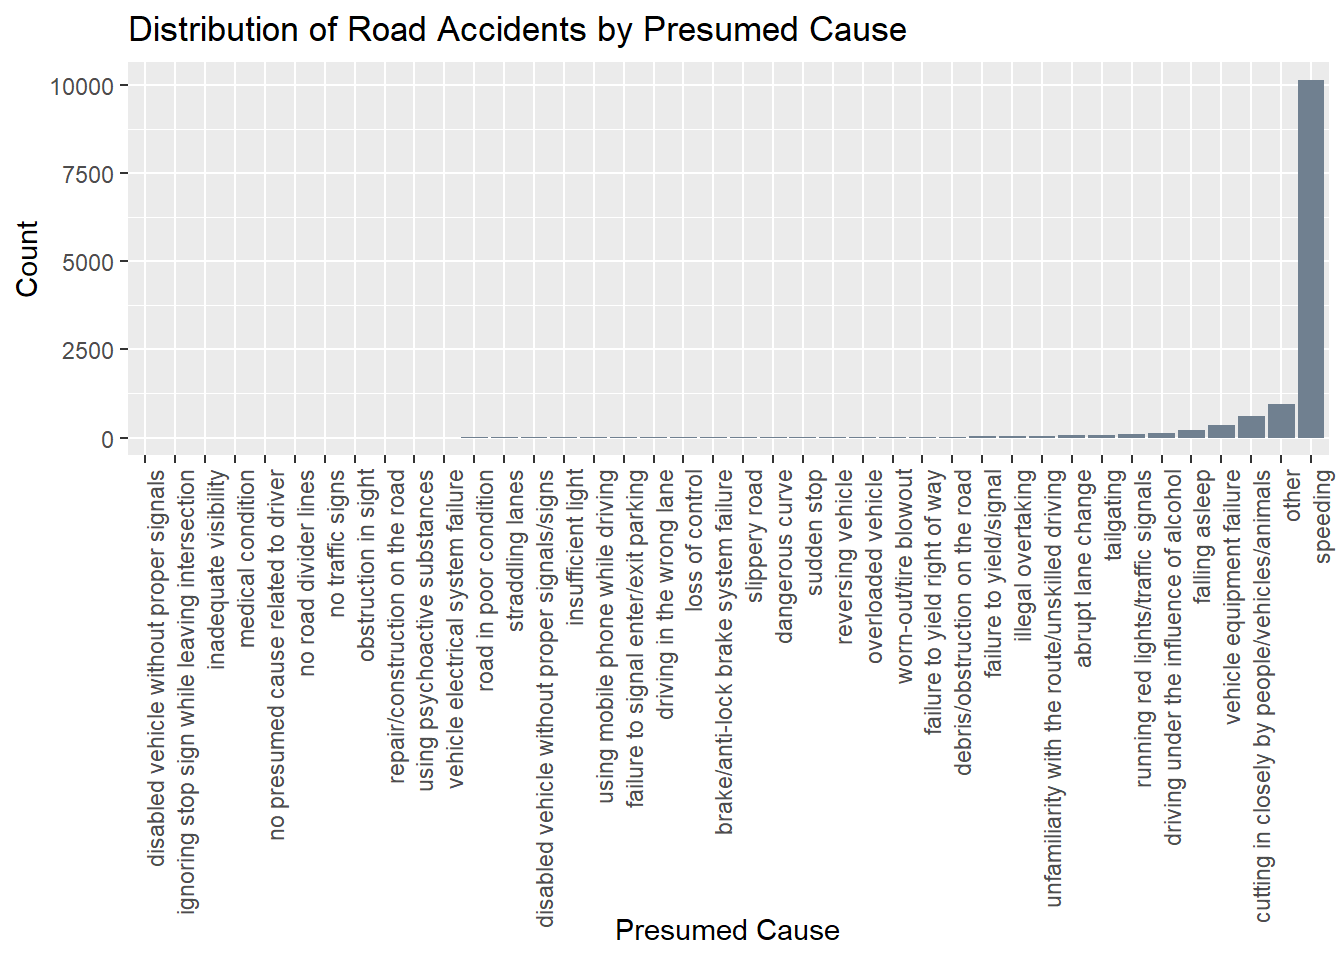 Distribution of Road Accidents by Presumed Cause
Count
10000
7500
5000
2500
0
disabled vehicle without proper signals
ignoring stop sign while leaving intersection
inadequate visibility
medical condition
no presumed cause related to driver
no road divider lines
no traffic signs
obstruction in sight
repair/construction on the road
using psychoactive substances
vehicle electrical system failure
road in poor condition
straddling lanes
disabled vehicle without proper signals/signs
insufficient light
using mobile phone while driving
failure to signal enter/exit parking
driving in the wrong lane
loss of control
brake/anti-lock brake system failure
slippery road
dangerous curve
sudden stop
reversing vehicle
overloaded vehicle
worn-out/tire blowout
failure to yield right of way
debris/obstruction on the road
failure to yield/signal
illegal overtaking
unfamiliarity with the route/unskilled driving
abrupt lane change
tailgating
running red lights/traffic signals
driving under the influence of alcohol
falling asleep
vehicle equipment failure
cutting in closely by people/vehicles/animals
other
speeding
Presumed Cause